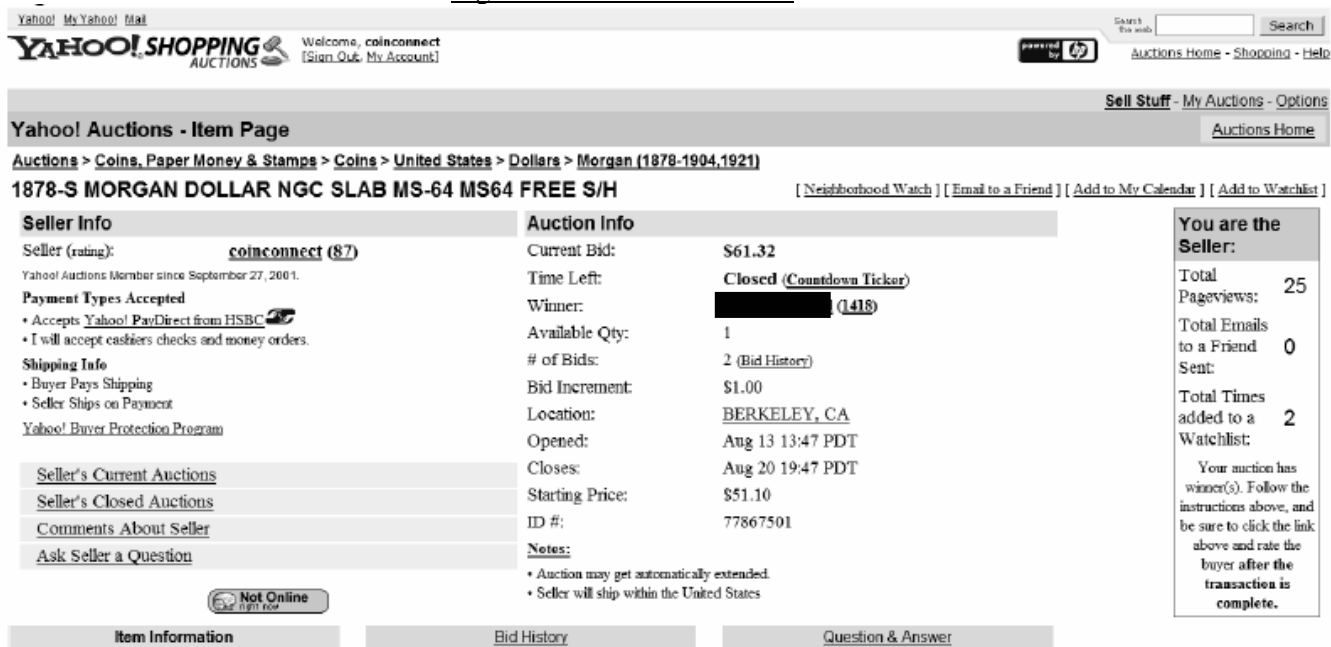 Yahoo! My Yahoo! Mail
Search the web Search
YAHOO! SHOPPING AUCTIONS
Welcome, coinconnect
[Sign Out, My Account]
powered by hp
Auctions Home - Shopping - Help
Sell Stuff - My Auctions - Options
Yahoo! Auctions - Item Page
Auctions Home
Auctions > Coins, Paper Money & Stamps > Coins > United States > Dollars > Morgan (1878-1904,1921)
1878-S MORGAN DOLLAR NGC SLAB MS-64 MS64 FREE S/H
[ Neighborhood Watch ] [ Email to a Friend ] [ Add to My Calendar ] [ Add to Watchlist ]
Seller Info
Seller (rating): coinconnect (87)
Yahoo! Auctions Member since September 27, 2001.
Payment Types Accepted
• Accepts Yahoo! PayDirect from HSBC
• I will accept cashiers checks and money orders.
Shipping Info
• Buyer Pays Shipping
• Seller Ships on Payment
Yahoo! Buyer Protection Program
Seller's Current Auctions
Seller's Closed Auctions
Comments About Seller
Ask Seller a Question
Not Online right now
Auction Info
Current Bid: $61.32
Time Left: Closed (Countdown Ticker)
Winner: (1418)
Available Qty: 1
# of Bids: 2 (Bid History)
Bid Increment: $1.00
Location: BERKELEY, CA
Opened: Aug 13 13:47 PDT
Closes: Aug 20 19:47 PDT
Starting Price: $51.10
ID #: 77867501
Notes:
• Auction may get automatically extended.
• Seller will ship within the United States
You are the
Seller:
Total
Pageviews: 25
Total Emails
to a Friend 0
Sent:
Total Times
added to a 2
Watchlist:
Your auction has
winner(s). Follow the
instructions above, and
be sure to click the link
above and rate the
buyer after the
transaction is
complete.
Item Information
Bid History
Question & Answer